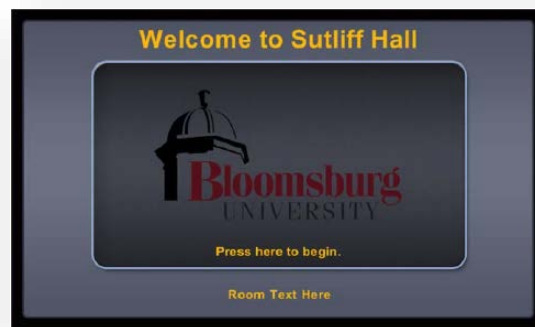 Welcome to Sutliff Hall
Bloomsburg
UNIVERSITY
Press here to begin.
Room Text Here